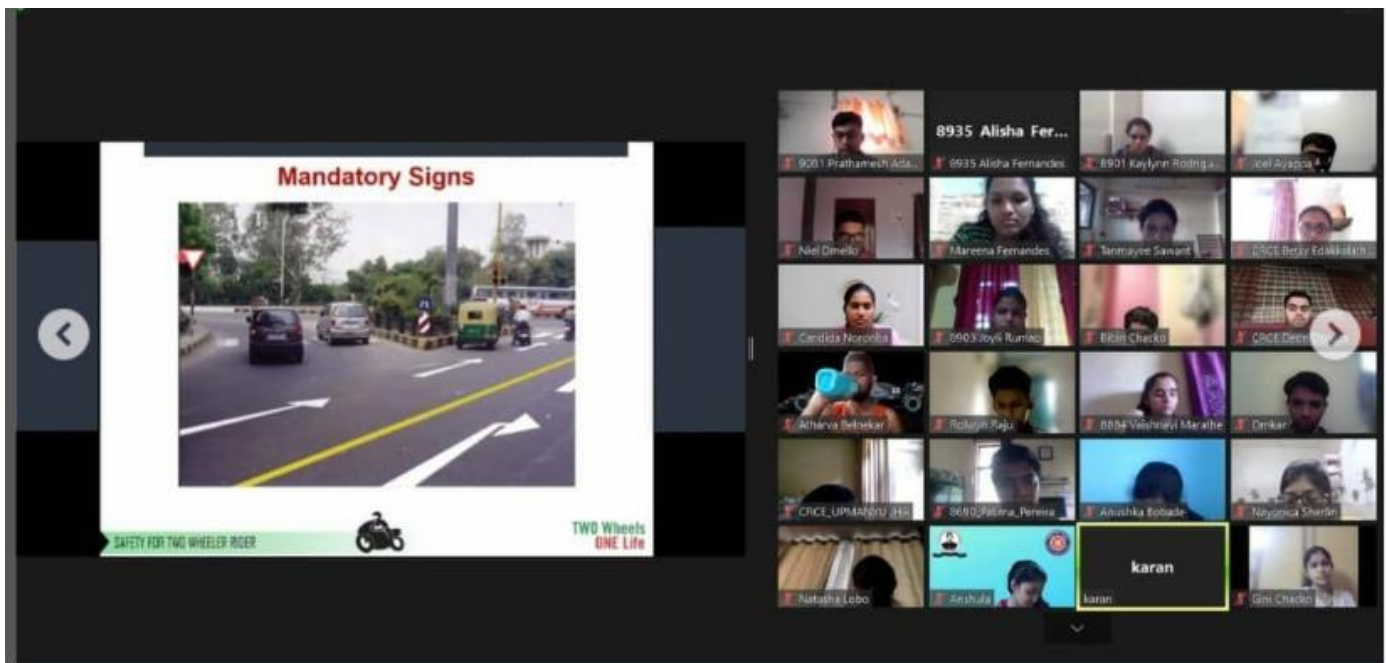 Mandatory Signs
SAFETY FOR TWO WHEELER RIDER
TWO Wheels
ONE Life
8935 Alisha Fer...
9081 Prathamesh Ada...
8935 Alisha Fernandes
8901 Kaylynn Rodrigu...
Joel Ayappa
Niel Dmello
Mareena Fernandes
Tanmayee Sawant
CRCE Betsy Edakkalath
Candida Noronha
8903 Joyli Rumao
Bibin Chacko
CRCE
Atharva Belnekar
Rolwyn Raju
8884 Vaishnavi Marathe
Omkar
CRCE_UPMANYU JHA
8690_Fatima_Pereira
Anushka Bobade
Nayonica Sherlin
karan
Natasha Lobo
Anshula
karan
Gini Chacko